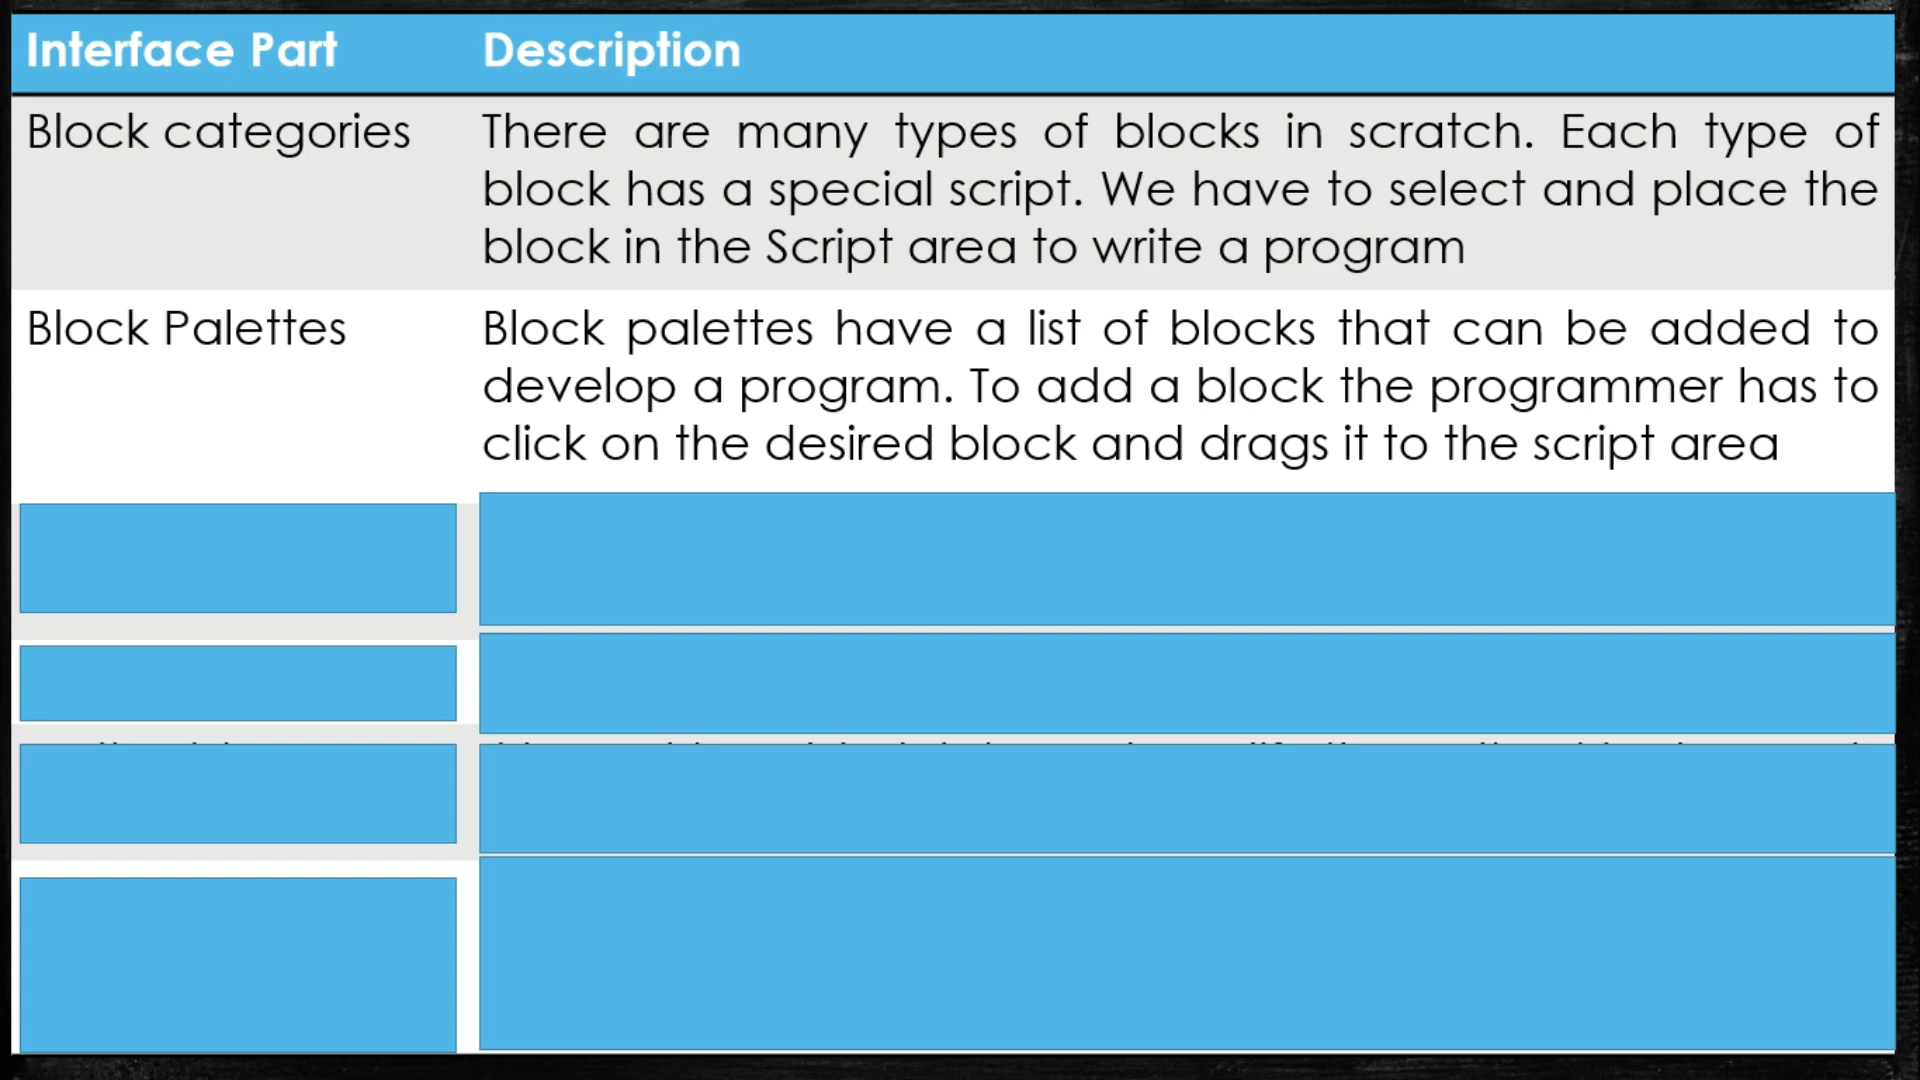 Interface Part
Description
Block categories
There are many types of blocks in scratch. Each type of
block has a special script. We have to select and place the
block in the Script area to write a program
Block Palettes
Block palettes have a list of blocks that can be added to
develop a program. To add a block the programmer has to
click on the desired block and drags it to the script area